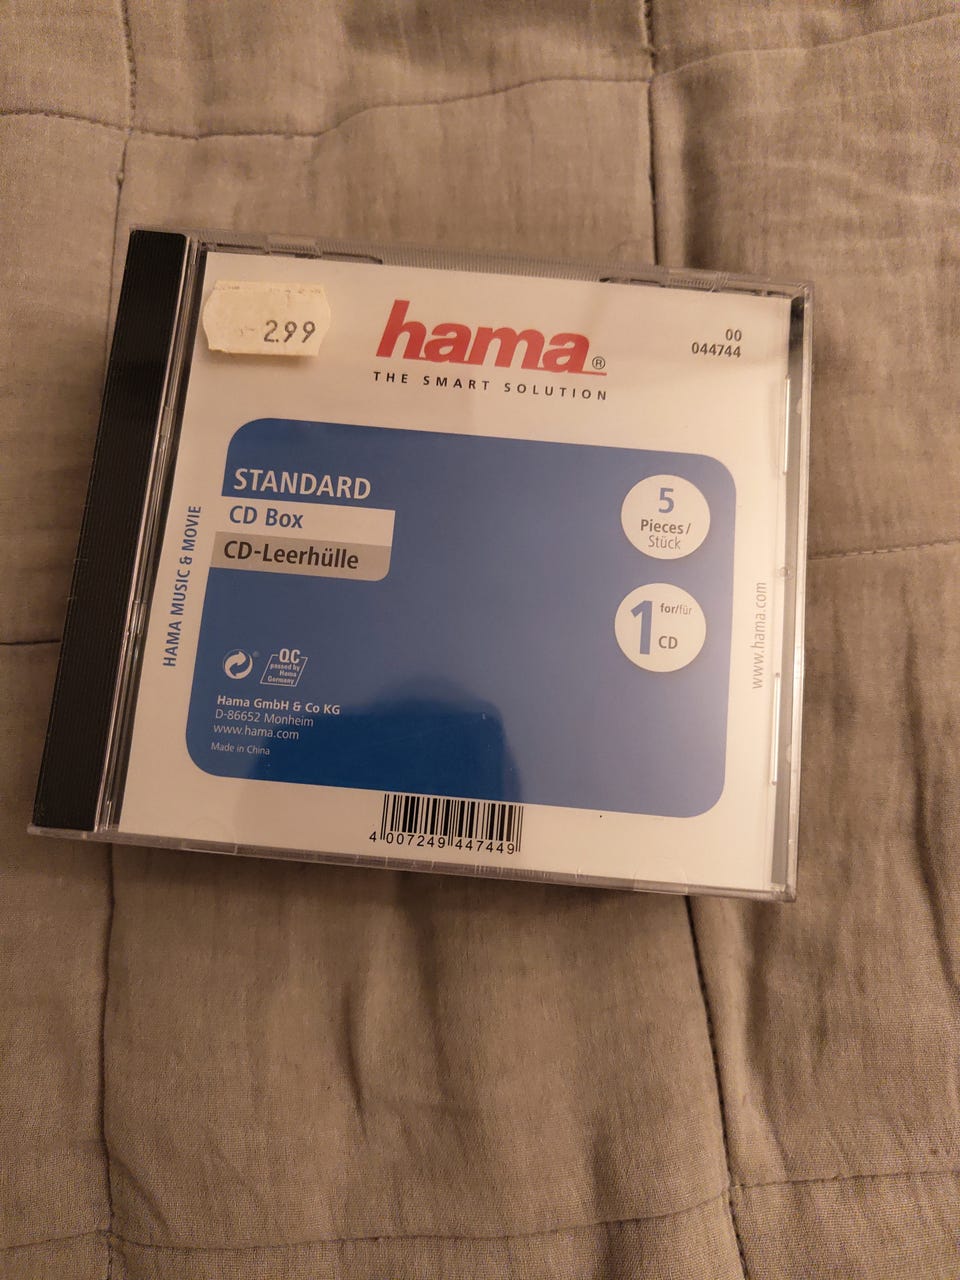 2.99
hama®
THE SMART SOLUTION
00
044744
STANDARD
CD Box
CD-Leerhülle
5
Pieces/
Stück
1 for/für
CD
HAMA MUSIC & MOVIE
www.hama.com
QC
passed by
Hama
Germany
Hama GmbH & Co KG
D-86652 Monheim
www.hama.com
Made in China
4 007249 447449